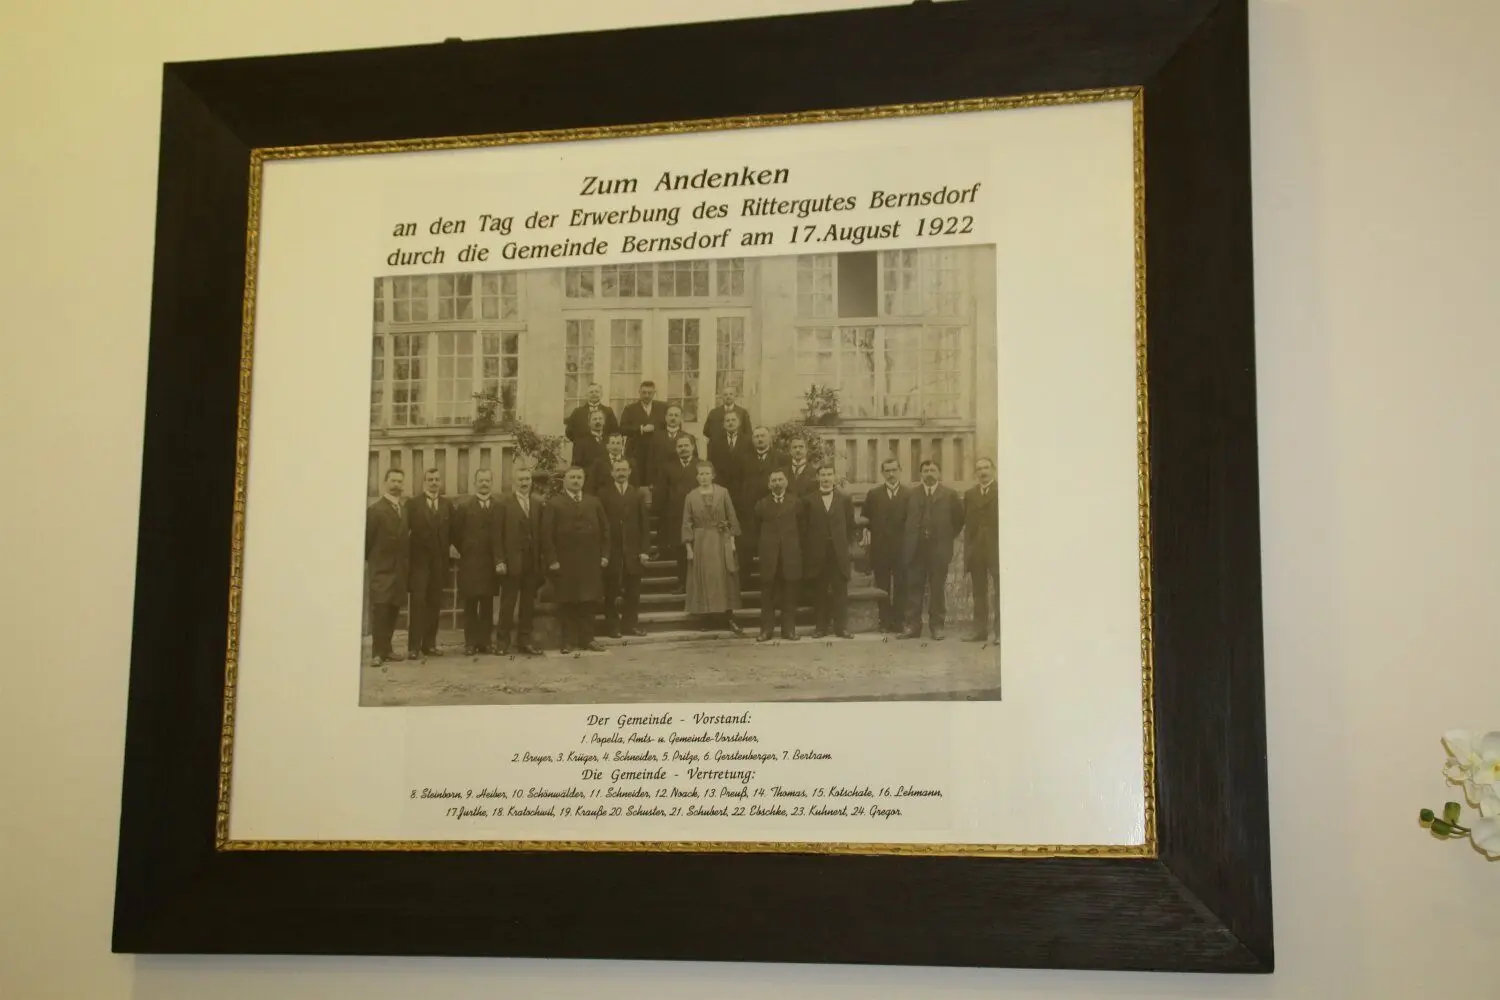 Zum Andenken
an den Tag der Erwerbung des Rittergutes Bernsdorf
durch die Gemeinde Bernsdorf am 17.August 1922
Der Gemeinde - Vorstand:
1. Popella, Amts- u. Gemeinde-Vorsteher,
2. Breyer, 3. Krüger, 4. Schneider, 5. Pritze, 6. Gerstenberger, 7. Bertram.
Die Gemeinde - Vertretung:
8. Steinborn, 9. Heiber, 10. Schönwälder, 11. Schneider, 12. Noack, 13. Preuß, 14. Thomas, 15. Kotschate, 16. Lehmann,
17. Jurthe, 18. Kratochwil, 19. Krauße 20. Schuster, 21. Schubert, 22. Ebschke, 23. Kuhnert, 24. Gregor.